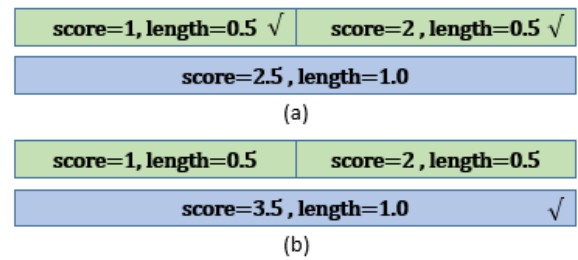 score=1, length=0.5 √ score=2 , length=0.5 √
score=2.5 , length=1.0
(a)
score=1, length=0.5 score=2 , length=0.5
score=3.5 , length=1.0 √
(b)